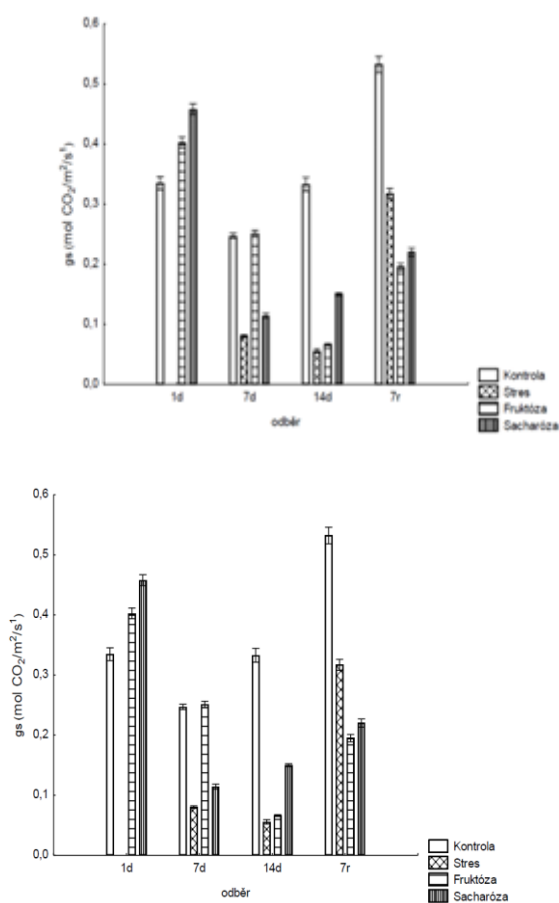 gs (mol CO₂/m²/s¹)
0,6
0,5
0,4
0,3
0,2
0,1
0,0
1d 7d 14d 7r
odběr
Kontrola
Stres
Fruktóza
Sacharóza
gs (mol CO₂/m²/s¹)
0,6
0,5
0,4
0,3
0,2
0,1
0,0
1d 7d 14d 7r
odběr
Kontrola
Stres
Fruktóza
Sacharóza